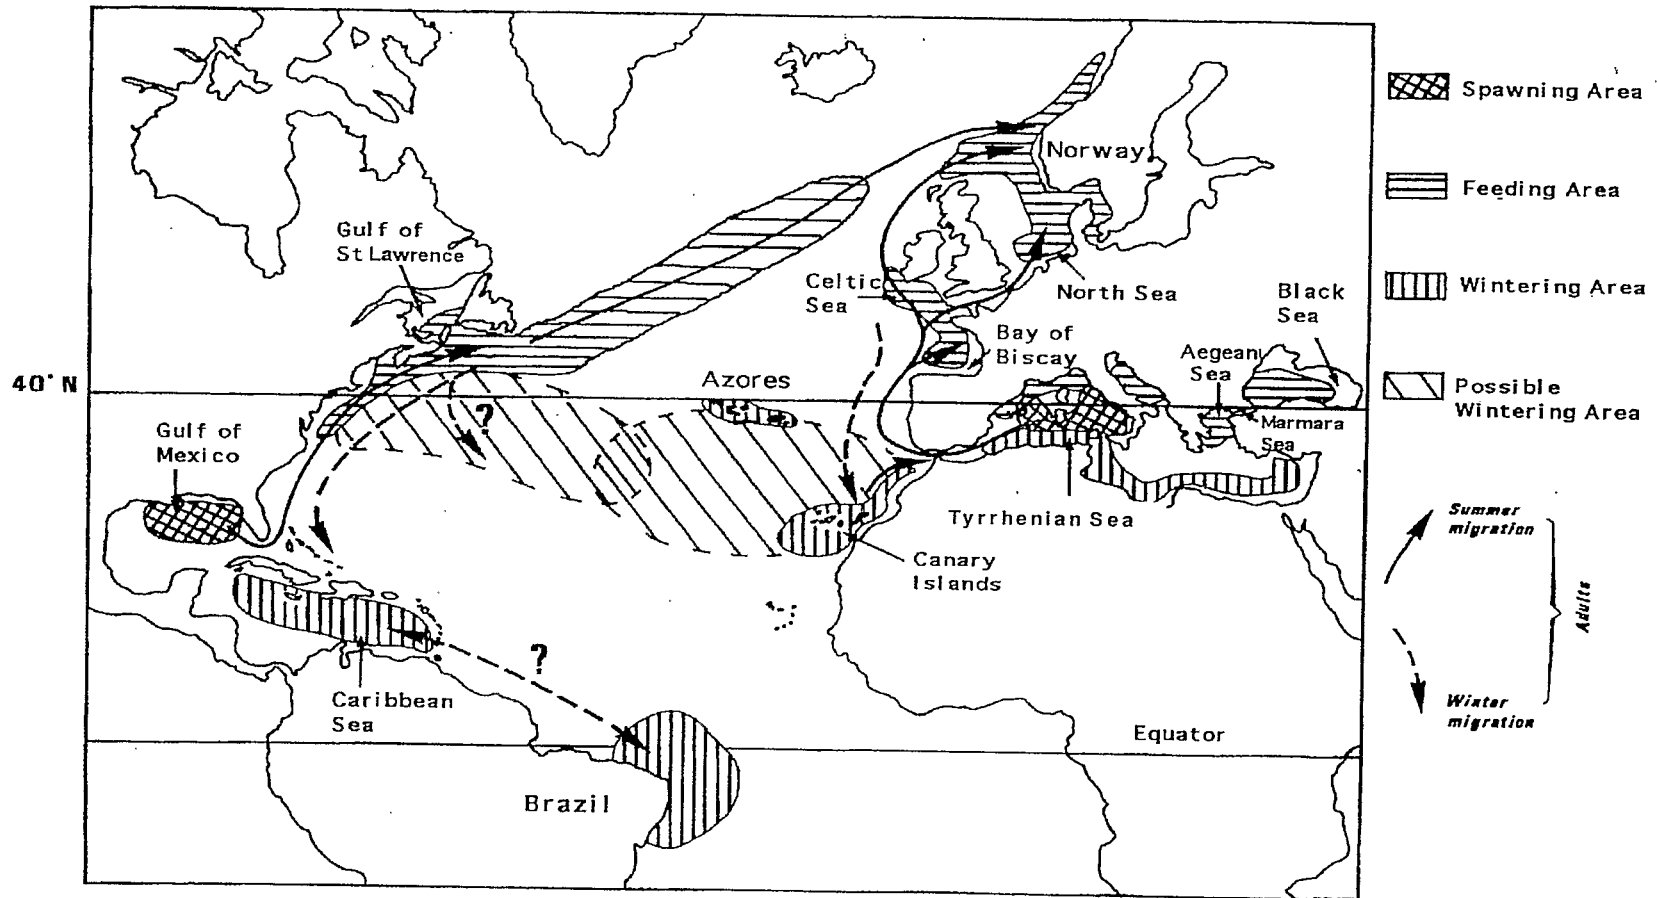 Spawning Area
Feeding Area
Wintering Area
Possible
Wintering Area
Summer
migration
Winter
migration
Adults
Norway
Gulf of
St Lawrence
Celtic
Sea
North Sea
Black
Sea
Bay of
Biscay
Aegean
Sea
40° N
Azores
?
Marmara
Sea
Gulf of
Mexico
Tyrrhenian Sea
Canary
Islands
?
Caribbean
Sea
Equator
Brazil